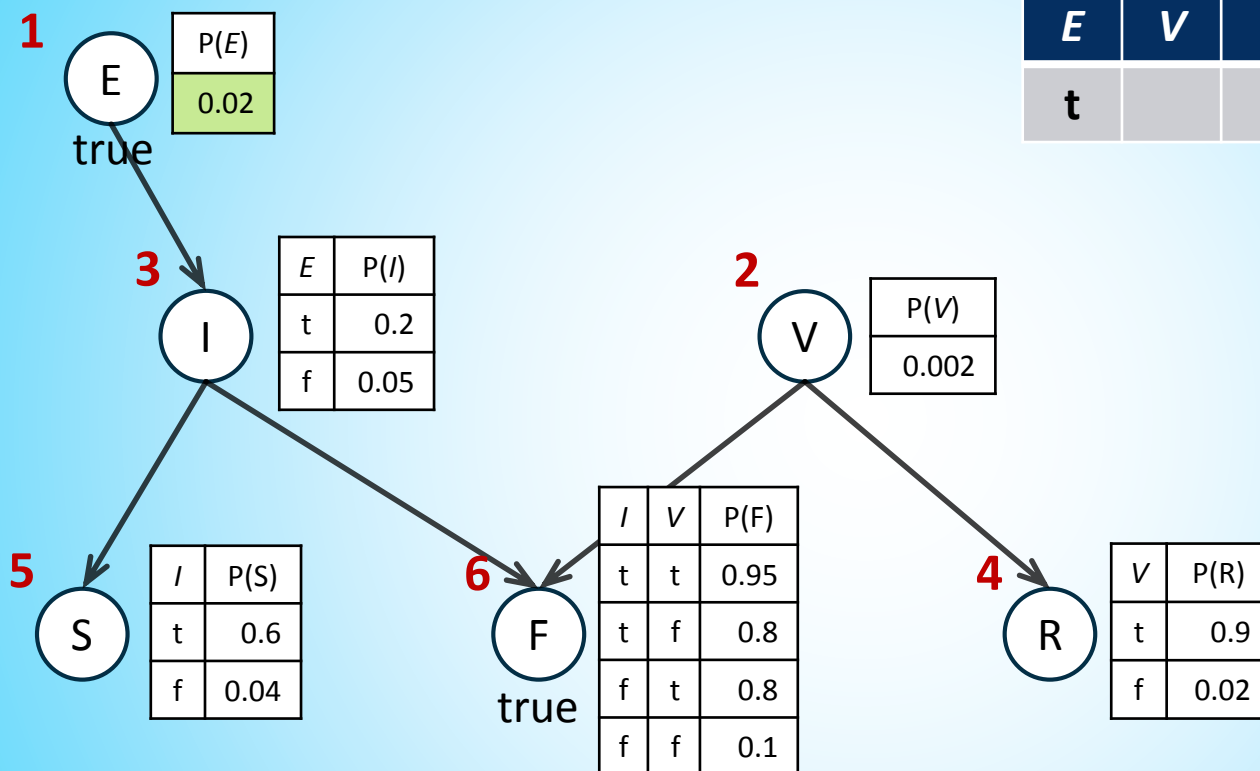 1
E
true
P(E)
0.02
E V
t
3
I
E P(I)
t 0.2
f 0.05
2
V
P(V)
0.002
5
S
I P(S)
t 0.6
f 0.04
6
F
true
I V P(F)
t t 0.95
t f 0.8
f t 0.8
f f 0.1
4
R
V P(R)
t 0.9
f 0.02